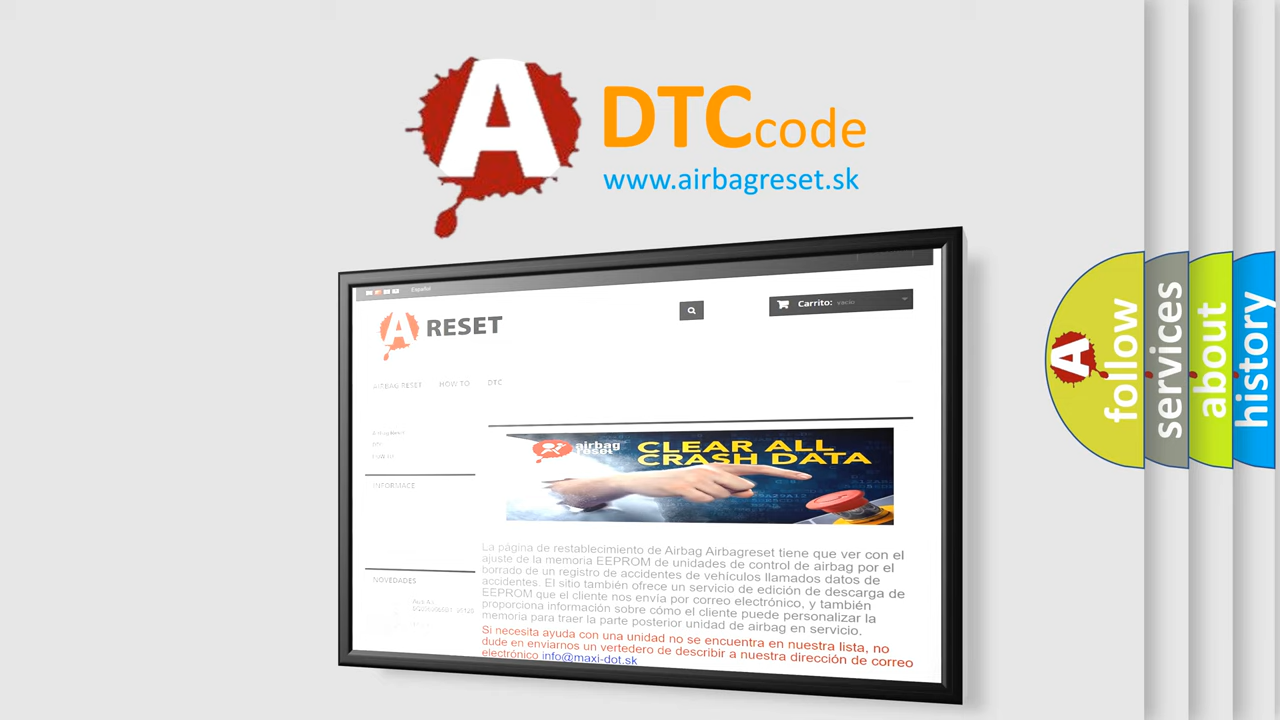 A
DTCcode
www.airbagreset.sk
Español
A RESET
Carrito: vacío
AIRBAG RESET HOW TO DTC
INFORMACE
airbag
reset
CLEAR ALL
CRASH DATA
La página de restablecimiento de Airbag Airbagreset tiene que ver con el
ajuste de la memoria EEPROM de unidades de control de airbag por el
borrado de un registro de accidentes de vehículos llamados datos de
accidentes. El sitio también ofrece un servicio de edición de descarga de
EEPROM que el cliente nos envía por correo electrónico, y también
proporciona información sobre cómo el cliente puede personalizar la
memoria para traer la parte posterior unidad de airbag en servicio.
Si necesita ayuda con una unidad no se encuentra en nuestra lista, no
dude en enviarnos un vertedero de describir a nuestra dirección de correo
electrónico info@maxi-dot.sk
NOVEDADES
A
follow
services
about
history